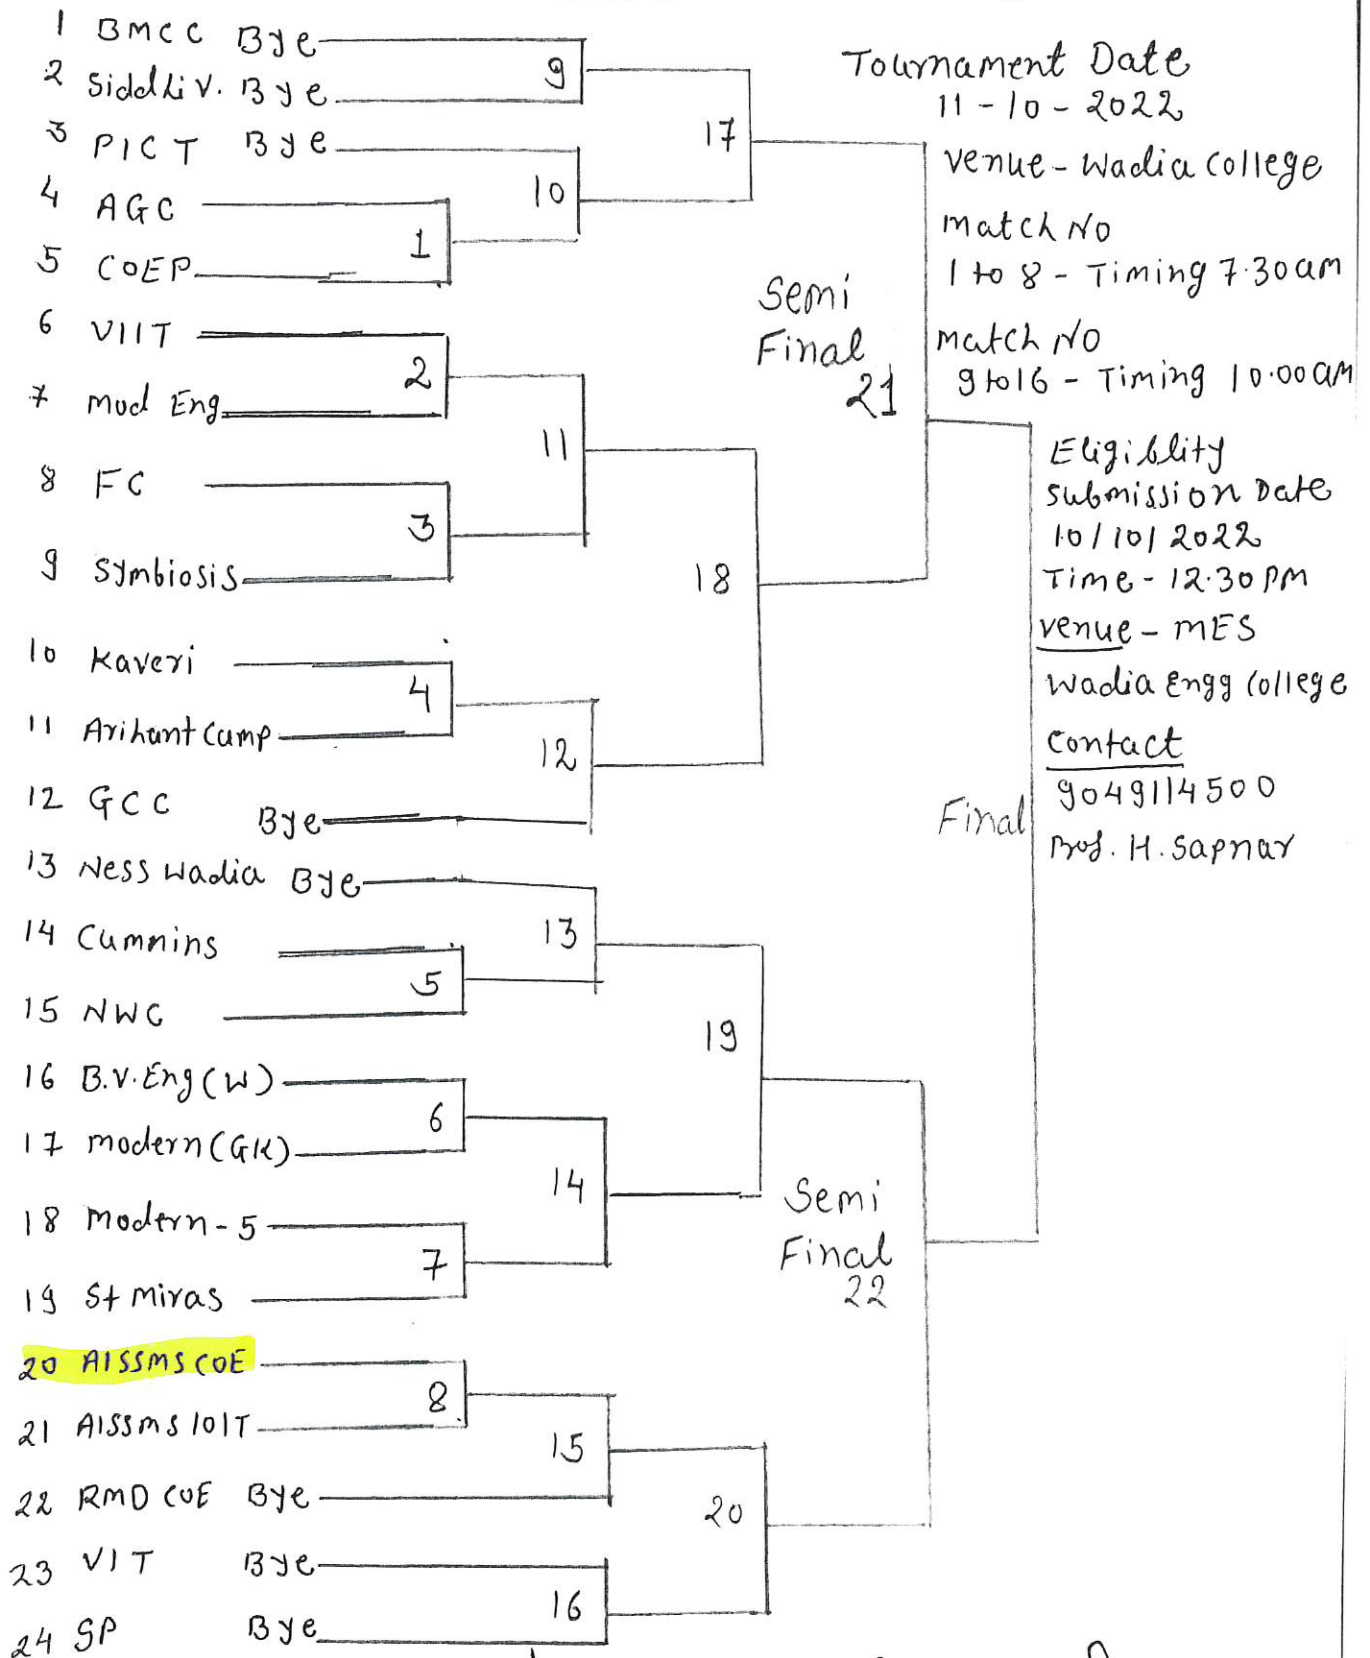 1 BMCC Bye
2 Siddhi V. Bye
9
3 PICT Bye
17
4 AGC
10
1
5 COEP
6 VIIT
2
7 Mod Eng
11
8 FC
3
9 Symbiosis
18
10 Kaveri
4
11 Arihant Camp
12
12 GCC Bye
13 Ness Wadia Bye
14 Cummins
13
5
15 NWC
19
16 B.V. Eng (W)
6
17 Modern (GK)
14
18 Modern - 5
7
19 St Miras
20 AISSMS COE
8
21 AISSMS IOIT
15
22 RMD COE Bye
20
23 VIT Bye
16
24 SP Bye
Semi
Final
21
Semi
Final
22
Final
Tournament Date
11-10-2022
Venue - Wadia College
Match No
1 to 8 - Timing 7.30am
Match No
9 to 16 - Timing 10.00am
Eligiblity
Submission Date
10/10/2022
Time - 12.30 PM
Venue - MES
Wadia Engg College
Contact
9049114500
Prof. H. Sapnar